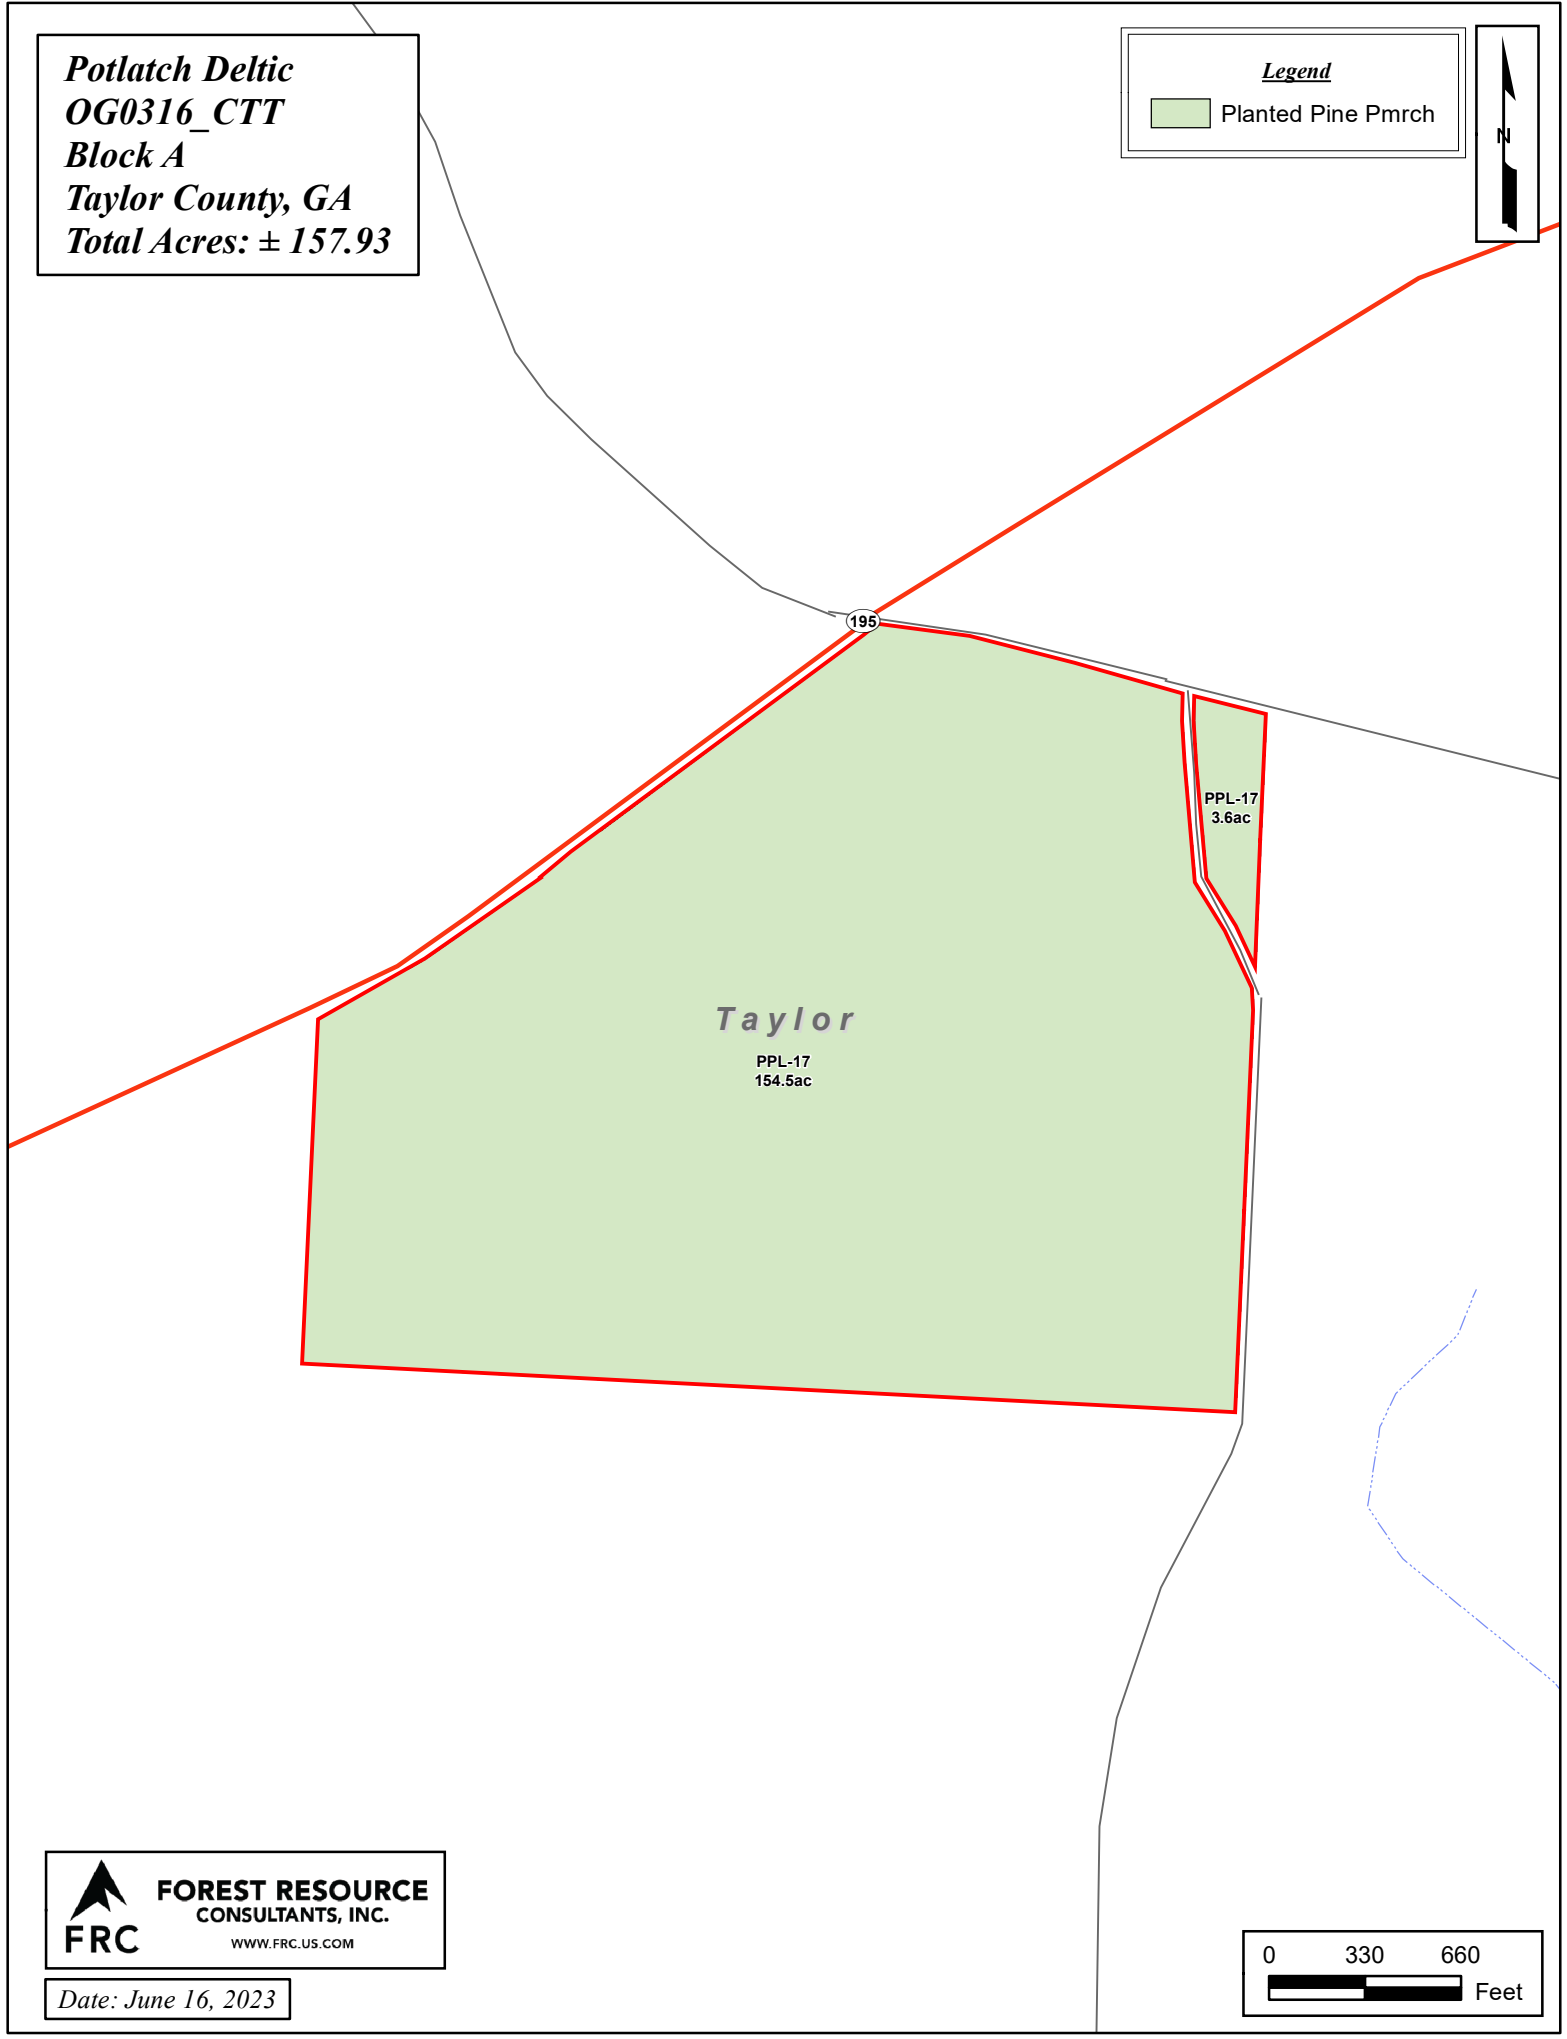 Potlatch Deltic
OG0316_CTT
Block A
Taylor County, GA
Total Acres: ± 157.93
Legend
Planted Pine Pmrch
N
195
PPL-17
3.6ac
Taylor
PPL-17
154.5ac
FRC
FOREST RESOURCE
CONSULTANTS, INC.
WWW.FRC.US.COM
Date: June 16, 2023
0 330 660
Feet